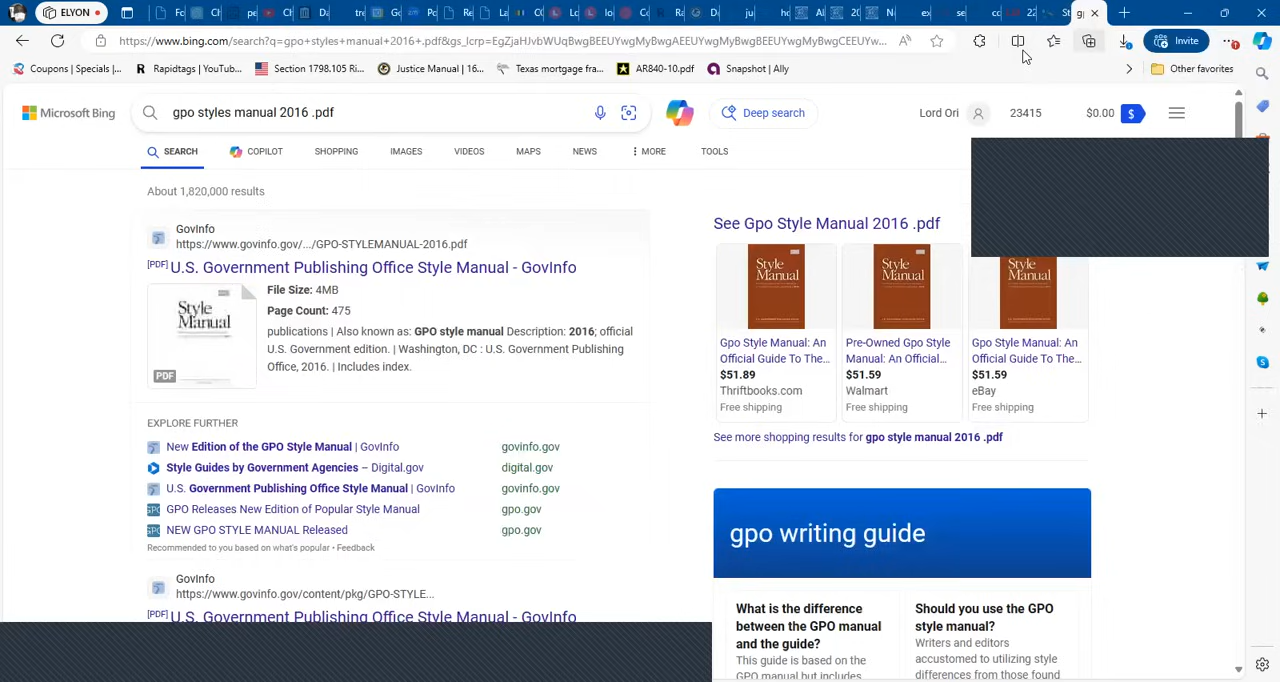 ELYON
https://www.bing.com/search?q=gpo+styles+manual+2016+.pdf&gs_lcrp=EgZjaHJvbWUqBwgBEEUYwgMyBwgAEEUYwgMyBwgBEEUYwgMyBwgCEEUYwg...
Invite
Coupons | Specials |...
Rapidtags | YouTub...
Section 1798.105 Ri...
Justice Manual | 16...
Texas mortgage fra...
AR840-10.pdf
Snapshot | Ally
Other favorites
Microsoft Bing
gpo styles manual 2016 .pdf
Deep search
Lord Ori
23415
$0.00
SEARCH
COPILOT
SHOPPING
IMAGES
VIDEOS
MAPS
NEWS
MORE
TOOLS
About 1,820,000 results
GovInfo
https://www.govinfo.gov/.../GPO-STYLEMANUAL-2016.pdf
[PDF] U.S. Government Publishing Office Style Manual - GovInfo
Style
Manual
PDF
File Size: 4MB
Page Count: 475
publications | Also known as: GPO style manual Description: 2016; official
U.S. Government edition. | Washington, DC : U.S. Government Publishing
Office, 2016. | Includes index.
EXPLORE FURTHER
New Edition of the GPO Style Manual | GovInfo
govinfo.gov
Style Guides by Government Agencies – Digital.gov
digital.gov
U.S. Government Publishing Office Style Manual | GovInfo
govinfo.gov
GPO Releases New Edition of Popular Style Manual
gpo.gov
NEW GPO STYLE MANUAL Released
gpo.gov
Recommended to you based on what's popular • Feedback
GovInfo
https://www.govinfo.gov/content/pkg/GPO-STYLE...
[PDF] U.S. Government Publishing Office Style Manual - GovInfo
See Gpo Style Manual 2016 .pdf
Style
Manual
Gpo Style Manual: An
Official Guide To The...
$51.89
Thriftbooks.com
Free shipping
Style
Manual
Pre-Owned Gpo Style
Manual: An Official...
$51.59
Walmart
Free shipping
Style
Manual
Gpo Style Manual: An
Official Guide To The...
$51.59
eBay
Free shipping
See more shopping results for gpo style manual 2016 .pdf
gpo writing guide
What is the difference
between the GPO manual
and the guide?
This guide is based on the
GPO manual but includes
Should you use the GPO
style manual?
Writers and editors
accustomed to utilizing style
differences from those found